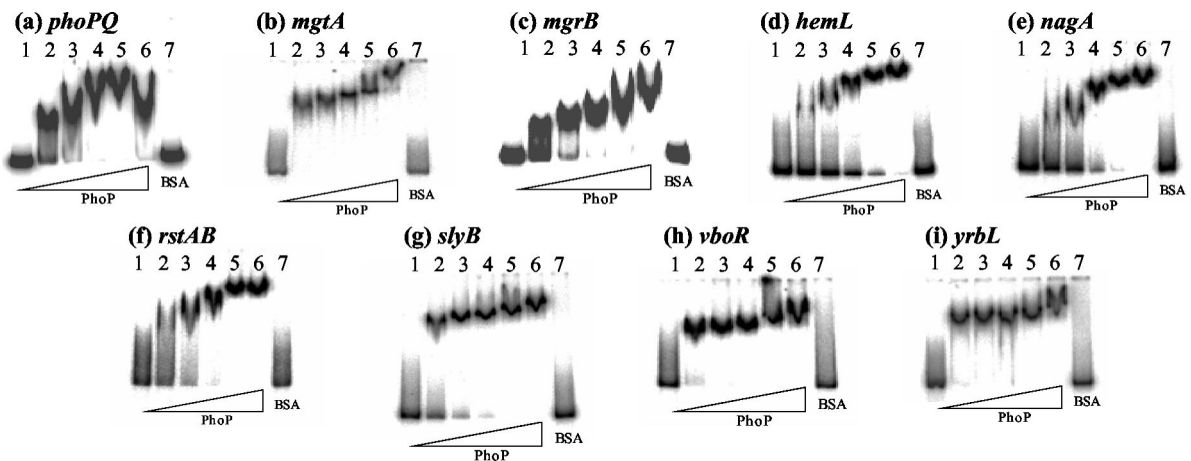 (a) phoPQ
1 2 3 4 5 6 7
PhoP
BSA
(b) mgtA
1 2 3 4 5 6 7
PhoP
BSA
(c) mgrB
1 2 3 4 5 6 7
PhoP
BSA
(d) hemL
1 2 3 4 5 6 7
PhoP
BSA
(e) nagA
1 2 3 4 5 6 7
PhoP
BSA
(f) rstAB
1 2 3 4 5 6 7
PhoP
BSA
(g) slyB
1 2 3 4 5 6 7
PhoP
BSA
(h) vboR
1 2 3 4 5 6 7
PhoP
BSA
(i) yrbL
1 2 3 4 5 6 7
PhoP
BSA